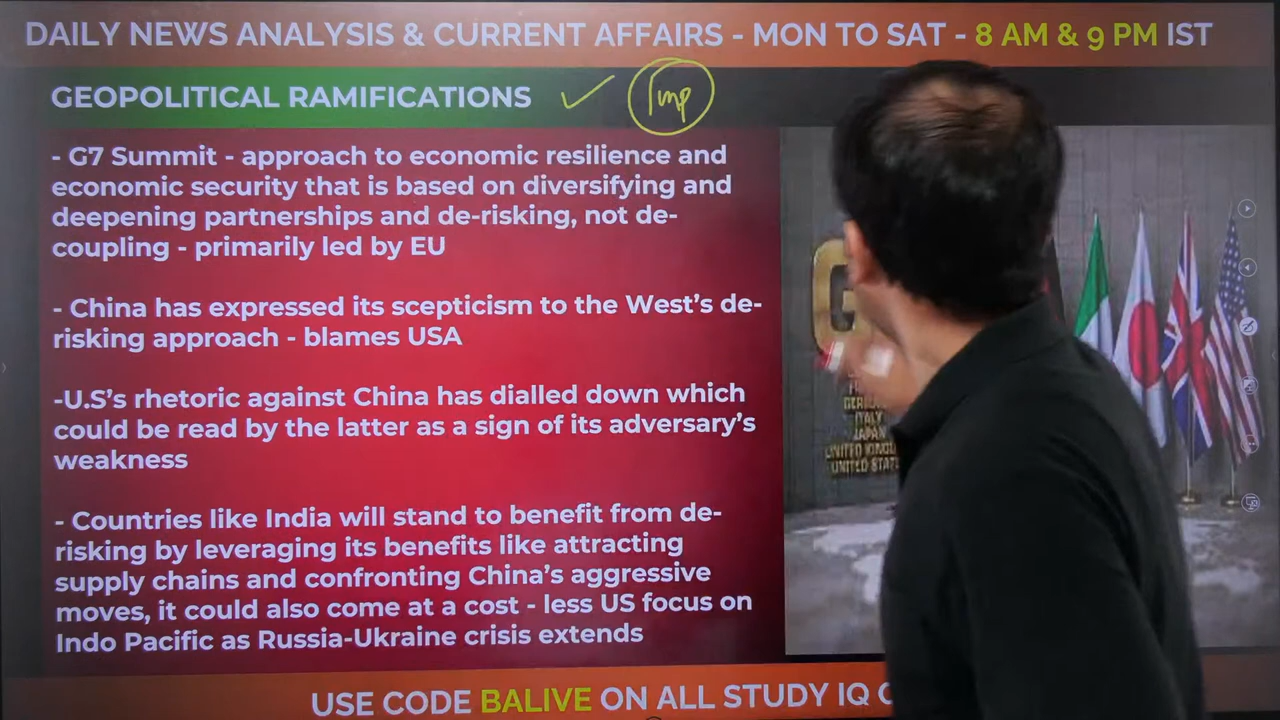 DAILY NEWS ANALYSIS & CURRENT AFFAIRS - MON TO SAT - 8 AM & 9 PM IST
GEOPOLITICAL RAMIFICATIONS Imp
- G7 Summit - approach to economic resilience and
economic security that is based on diversifying and
deepening partnerships and de-risking, not de-
coupling - primarily led by EU
- China has expressed its scepticism to the West's de-
risking approach - blames USA
-U.S's rhetoric against China has dialled down which
could be read by the latter as a sign of its adversary's
weakness
- Countries like India will stand to benefit from de-
risking by leveraging its benefits like attracting
supply chains and confronting China's aggressive
moves, it could also come at a cost - less US focus on
Indo Pacific as Russia-Ukraine crisis extends
G
ITALY
JAPAN
UNITED
UNITED
USE CODE BALIVE ON ALL STUDY IQ